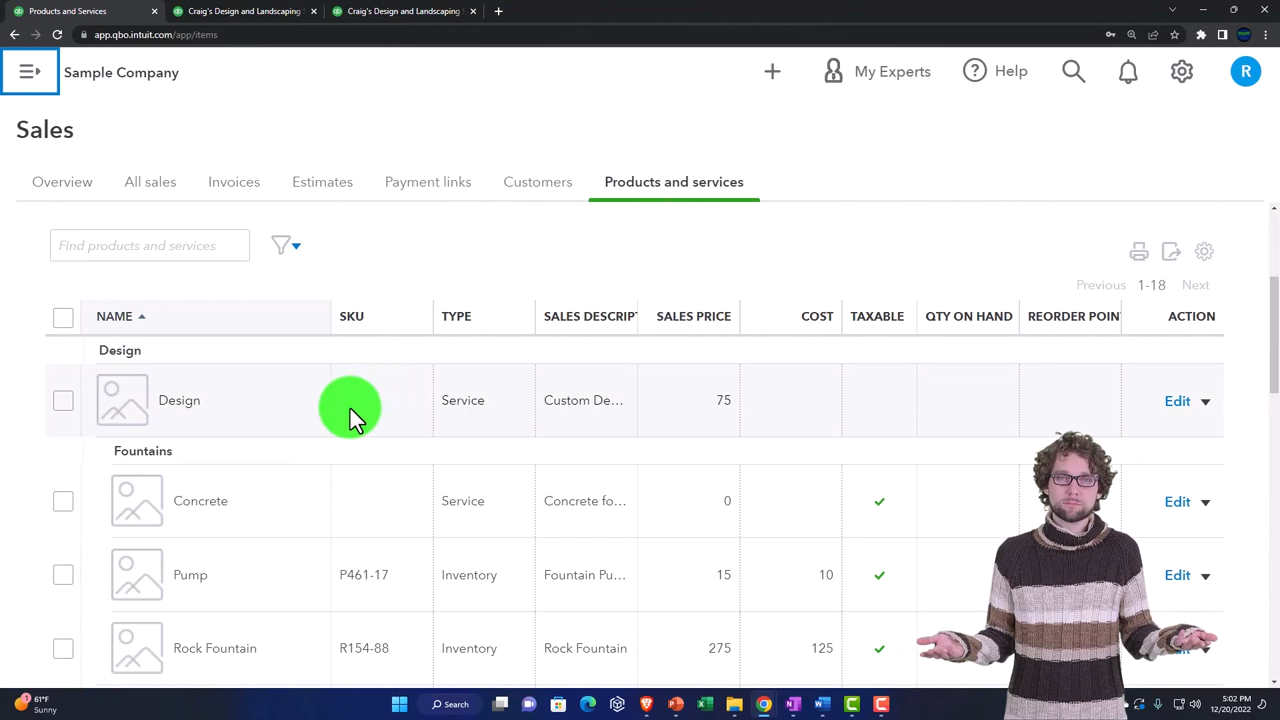 Products and Services
Craig's Design and Landscaping
Craig's Design and Landscaping
app.qbo.intuit.com/app/items
Sample Company
My Experts
Help
R
Sales
Overview
All sales
Invoices
Estimates
Payment links
Customers
Products and services
Find products and services
Previous 1-18 Next
NAME SKU TYPE SALES DESCRIPT SALES PRICE COST TAXABLE QTY ON HAND REORDER POIN ACTION
Design
Design Service Custom De... 75 Edit
Fountains
Concrete Service Concrete fo... 0 Edit
Pump P461-17 Inventory Fountain Pu... 15 10 Edit
Rock Fountain R154-88 Inventory Rock Fountain 275 125
61°F
Sunny
Search
5:02 PM
12/20/2022